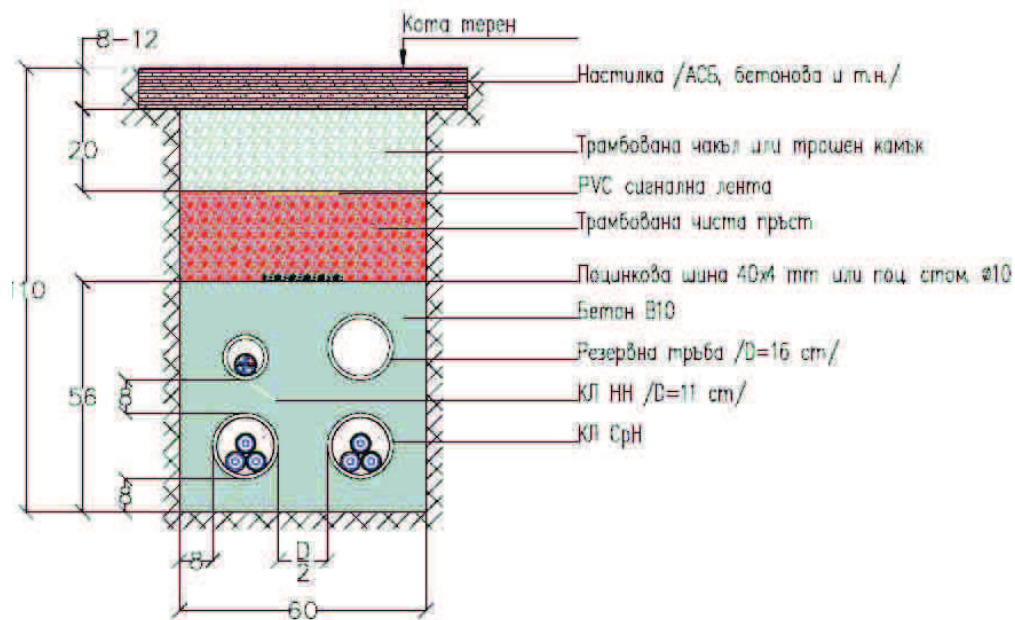 Кота терен
8-12
Настилка /АСБ, бетонова и т.н./
20
Трамбована чакъл или трошен камък
PVC сигнална лента
Трамбована чиста пръст
Поцинкова шина 40x4 mm или поц. стом. ø10
110
Бетон В10
Резервна тръба /D=16 cm/
56
8
КЛ НН /D=11 cm/
КЛ СрН
8
8
D
2
60